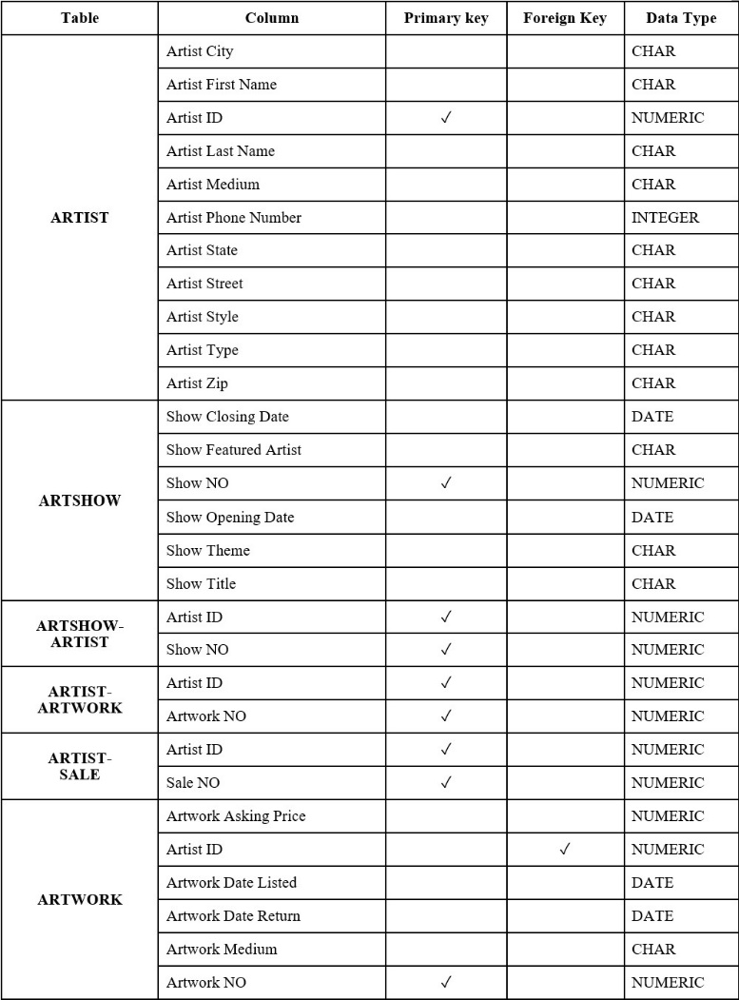 Table Column Primary key Foreign Key Data Type
ARTIST
Artist City CHAR
Artist First Name CHAR
Artist ID ✓ NUMERIC
Artist Last Name CHAR
Artist Medium CHAR
Artist Phone Number INTEGER
Artist State CHAR
Artist Street CHAR
Artist Style CHAR
Artist Type CHAR
Artist Zip CHAR
ARTSHOW
Show Closing Date DATE
Show Featured Artist CHAR
Show NO ✓ NUMERIC
Show Opening Date DATE
Show Theme CHAR
Show Title CHAR
ARTSHOW-
ARTIST
Artist ID ✓ NUMERIC
Show NO ✓ NUMERIC
ARTIST-
ARTWORK
Artist ID ✓ NUMERIC
Artwork NO ✓ NUMERIC
ARTIST-
SALE
Artist ID ✓ NUMERIC
Sale NO ✓ NUMERIC
ARTWORK
Artwork Asking Price NUMERIC
Artist ID ✓ NUMERIC
Artwork Date Listed DATE
Artwork Date Return DATE
Artwork Medium CHAR
Artwork NO ✓ NUMERIC